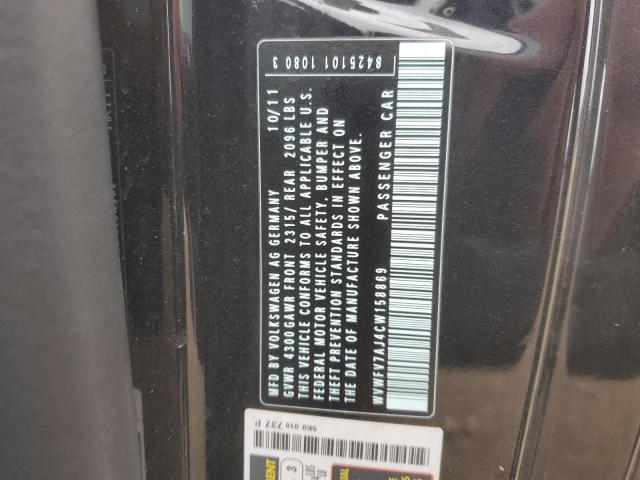 8425101 1080 3
MFD BY VOLKSWAGEN AG GERMANY 10/11
GVWR 4300 GAWR FRONT 2315/ REAR 2096 LBS
THIS VEHICLE CONFORMS TO ALL APPLICABLE U.S.
FEDERAL MOTOR VEHICLE SAFETY, BUMPER AND
THEFT PREVENTION STANDARDS IN EFFECT ON
THE DATE OF MANUFACTURE SHOWN ABOVE.
WVWFV7AJ4CW158869 PASSENGER CAR
5K0 010 737 P
3